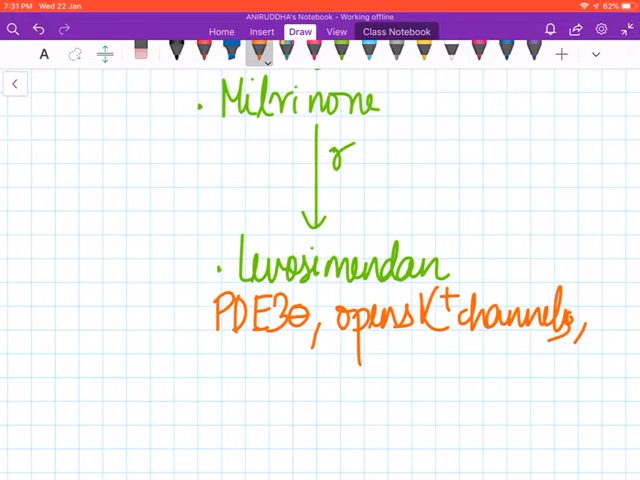 7:31 PM Wed 22 Jan
62%
ANIRUDDHA's Notebook - Working offline
Home Insert Draw View Class Notebook
A
. Milrinone
. Levosimendan
PDE3⊖, opens K+ channels,